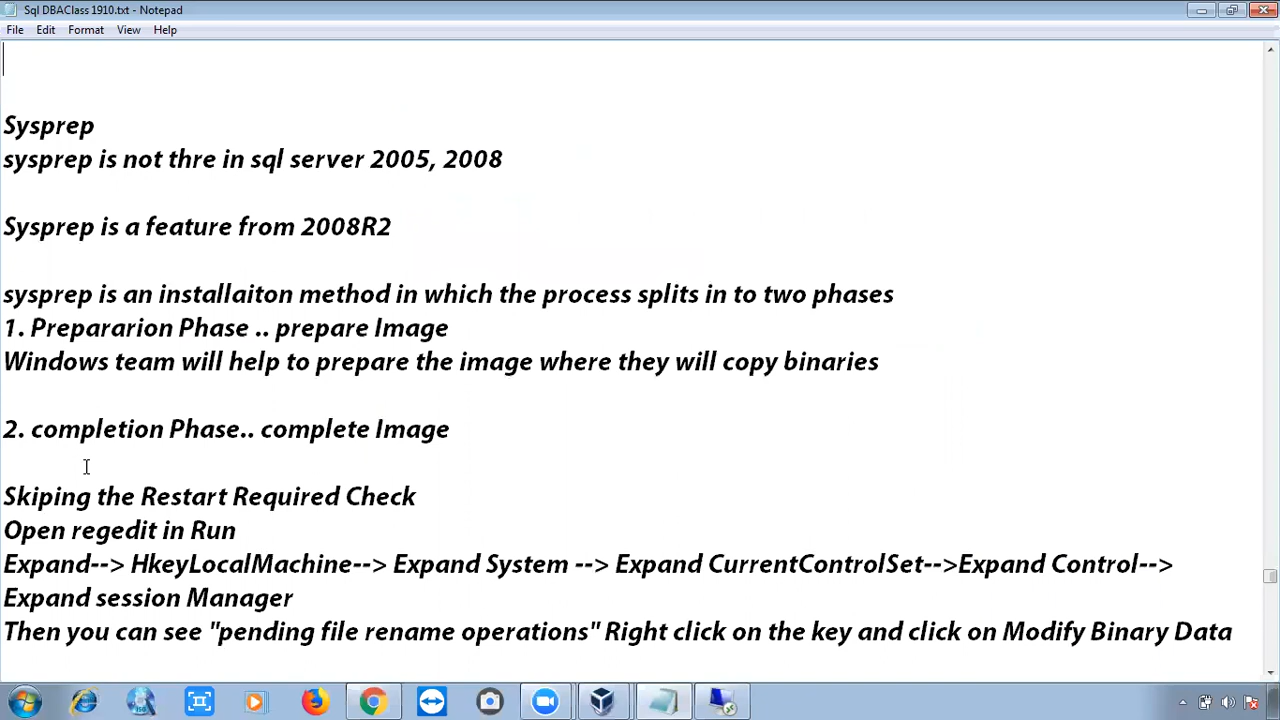 Sql DBAClass 1910.txt - Notepad
File Edit Format View Help
Sysprep
sysprep is not thre in sql server 2005, 2008
Sysprep is a feature from 2008R2
sysprep is an installaiton method in which the process splits in to two phases
1. Prepararion Phase .. prepare Image
Windows team will help to prepare the image where they will copy binaries
2. completion Phase.. complete Image
Skiping the Restart Required Check
Open regedit in Run
Expand--> HkeyLocalMachine--> Expand System --> Expand CurrentControlSet-->Expand Control-->
Expand session Manager
Then you can see "pending file rename operations" Right click on the key and click on Modify Binary Data